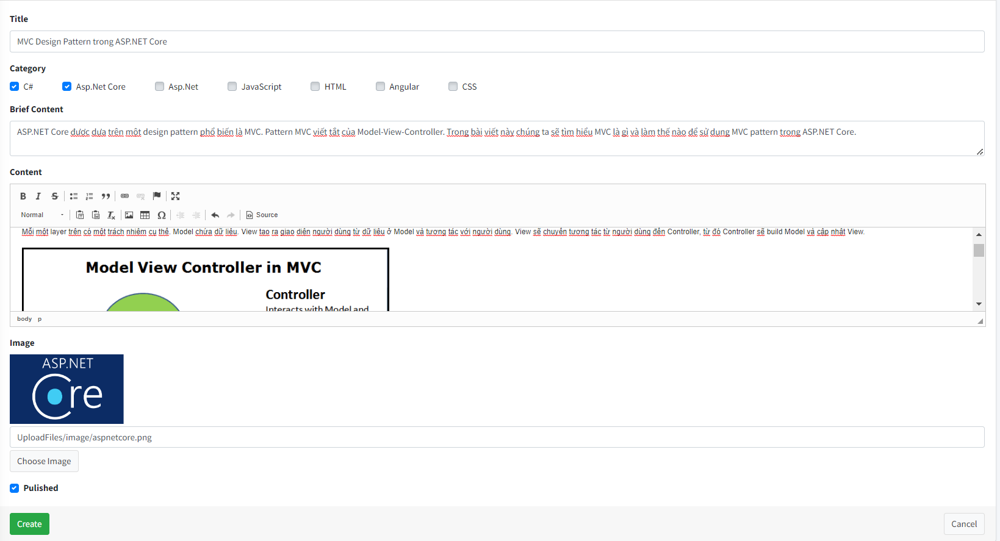 Title
MVC Design Pattern trong ASP.NET Core
Category
C# Asp.Net Core Asp.Net JavaScript HTML Angular CSS
Brief Content
ASP.NET Core được dựa trên một design pattern phổ biến là MVC. Pattern MVC viết tắt của Model-View-Controller. Trong bài viết này chúng ta sẽ tìm hiểu MVC là gì và làm thế nào để sử dụng MVC pattern trong ASP.NET Core.
Content
B I S
Normal Source
Mỗi một layer trên có một trách nhiệm cụ thể. Model chứa dữ liệu. View tạo ra giao diện người dùng từ dữ liệu ở Model và tương tác với người dùng. View sẽ chuyển tương tác từ người dùng đến Controller, từ đó Controller sẽ build Model và cập nhật View.
Model View Controller in MVC
Controller
Interacts with Model and
body p
Image
ASP.NET
Core
UploadFiles/image/aspnetcore.png
Choose Image
Pulished
Create Cancel